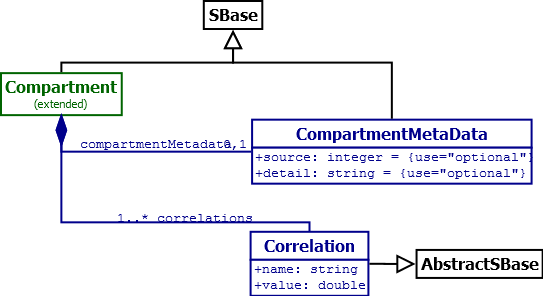 SBase
Compartment
(extended)
compartmentMetadata 0,1
CompartmentMetaData
+source: integer = {use="optional"}
+detail: string = {use="optional"}
1..* correlations
Correlation
+name: string
+value: double
AbstractSBase